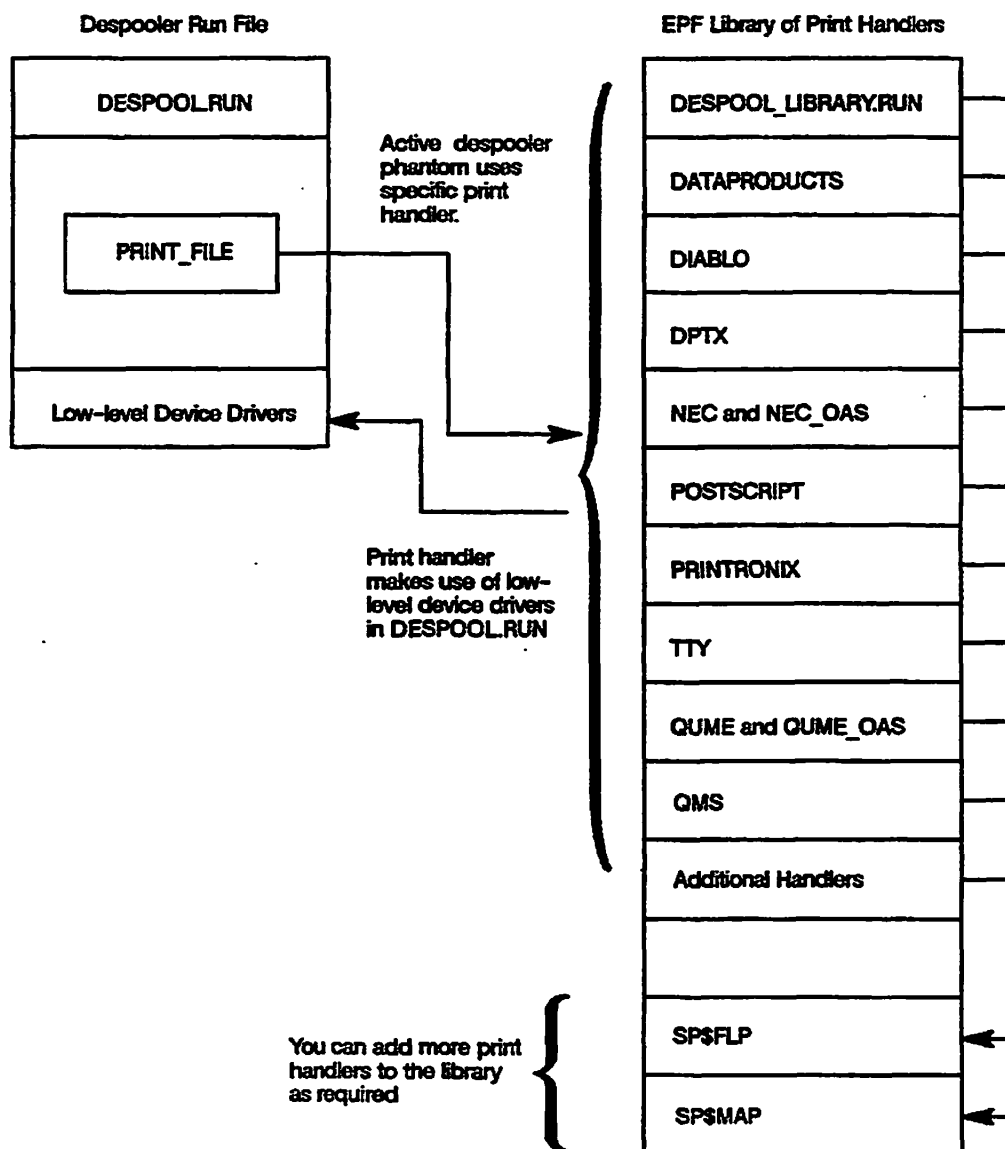 Despooler Run File
DESPOOL.RUN
PRINT_FILE
Low-level Device Drivers
Active despooler
phantom uses
specific print
handler.
Print handler
makes use of low-
level device drivers
in DESPOOL.RUN
EPF Library of Print Handlers
DESPOOL_LIBRARY.RUN
DATAPRODUCTS
DIABLO
DPTX
NEC and NEC_OAS
POSTSCRIPT
PRINTRONIX
TTY
QUME and QUME_OAS
QMS
Additional Handlers
You can add more print
handlers to the library
as required
SP$FLP
SP$MAP